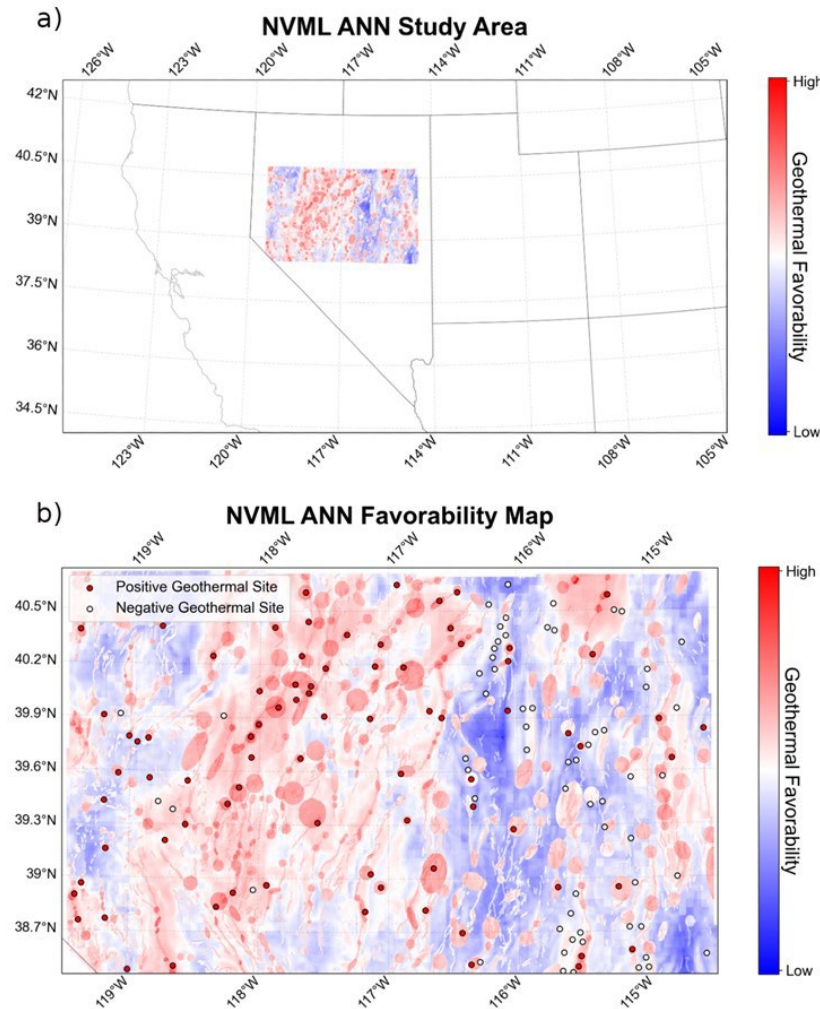 a)
NVML ANN Study Area
126°W 123°W 120°W 117°W 114°W 111°W 108°W 105°W
42°N
40.5°N
39°N
37.5°N
36°N
34.5°N
123°W 120°W 117°W 114°W 111°W 108°W 105°W
High
Geothermal Favorability
Low
b)
NVML ANN Favorability Map
119°W 118°W 117°W 116°W 115°W
Positive Geothermal Site
Negative Geothermal Site
40.5°N
40.2°N
39.9°N
39.6°N
39.3°N
39°N
38.7°N
119°W 118°W 117°W 116°W 115°W
High
Geothermal Favorability
Low